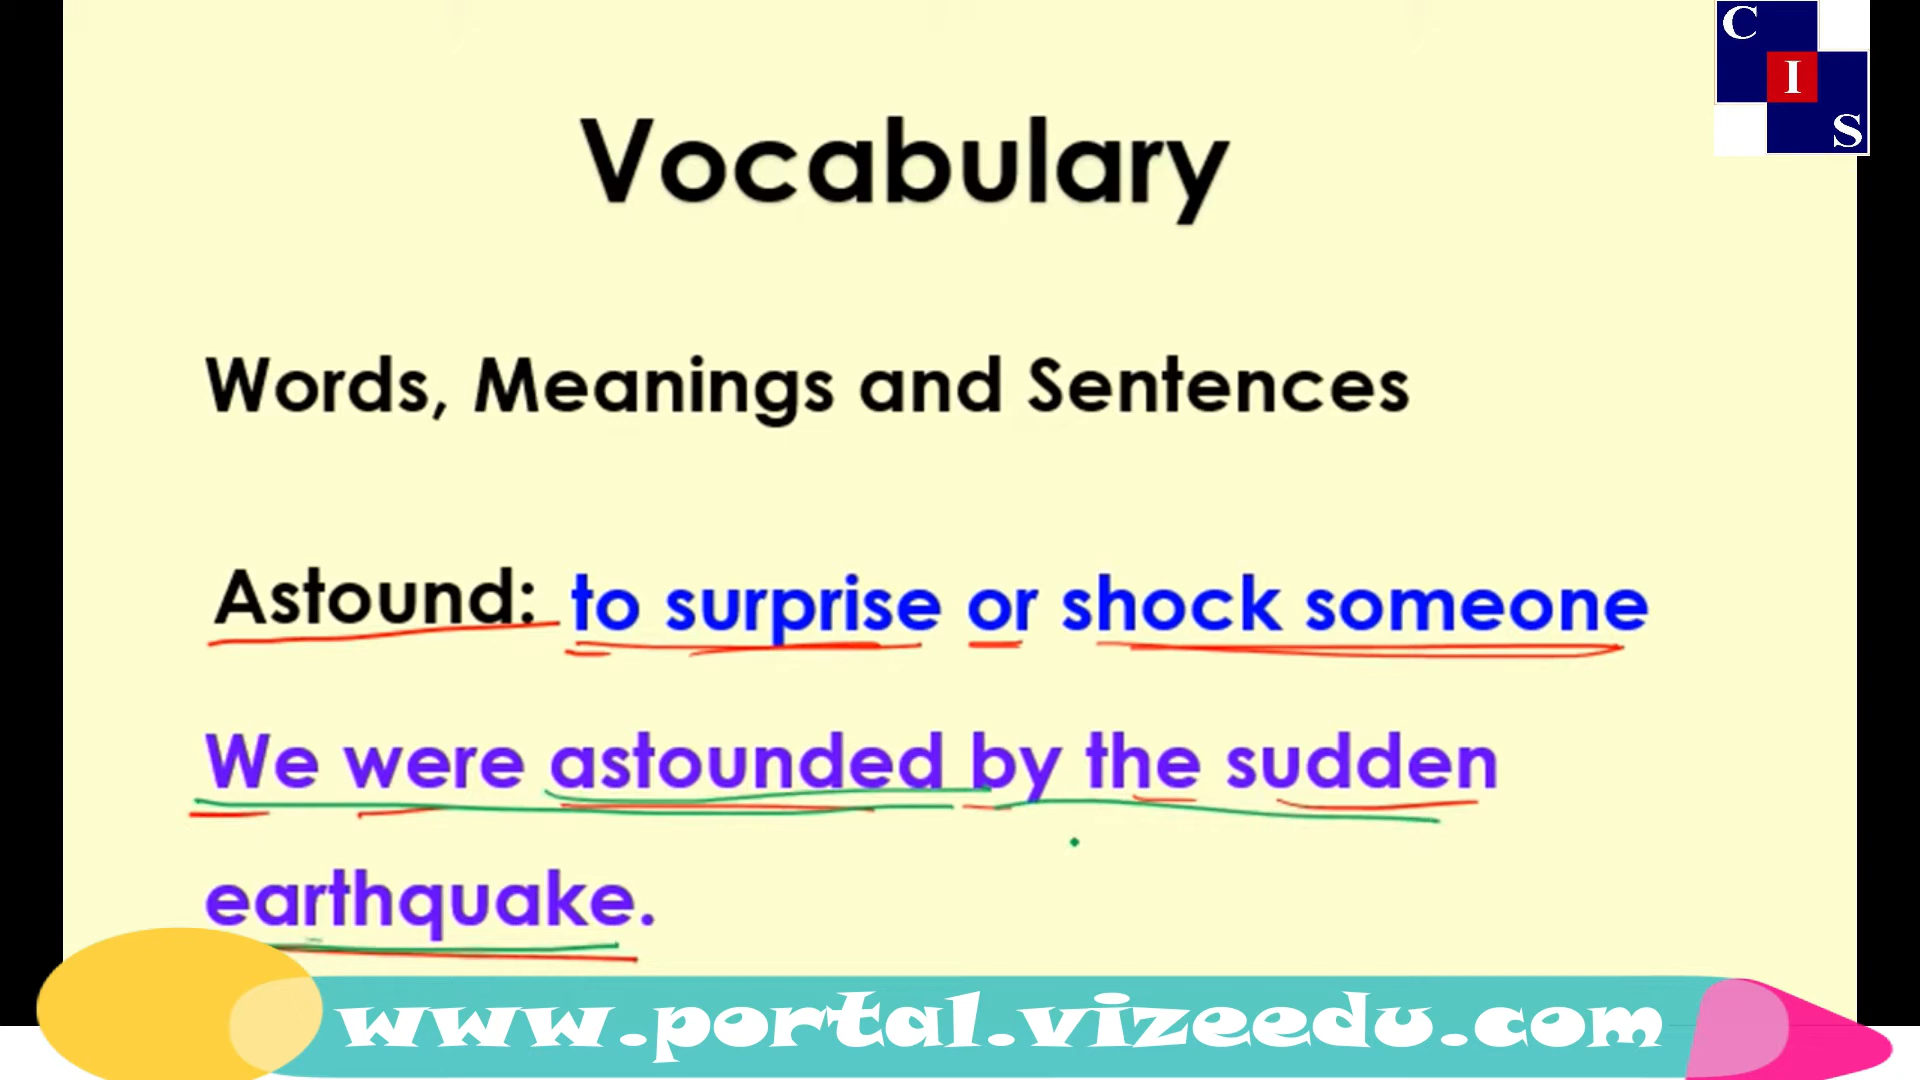 C
I
S
Vocabulary
Words, Meanings and Sentences
Astound: to surprise or shock someone
We were astounded by the sudden
earthquake.
www.portal.vizeedu.com